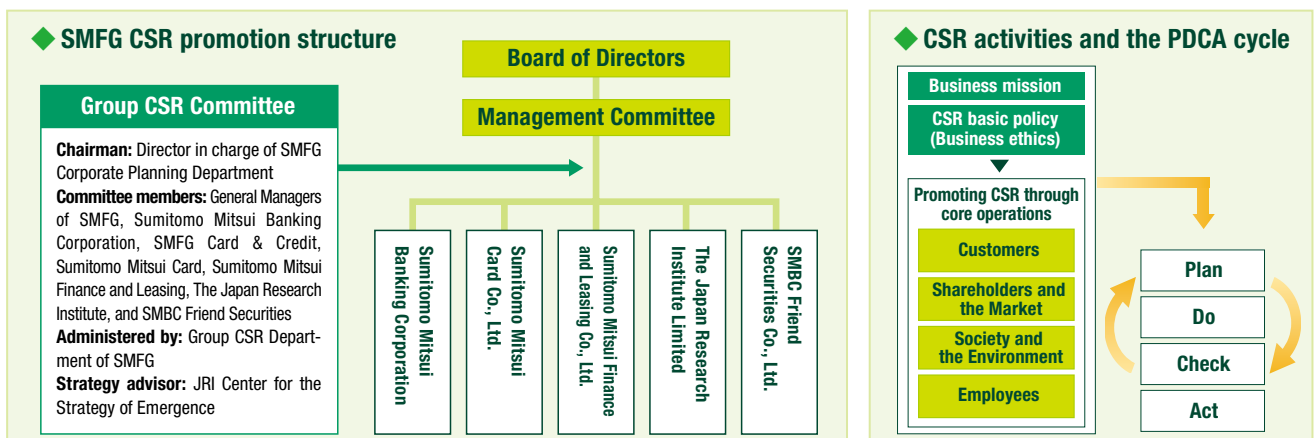 ◆ SMFG CSR promotion structure
Group CSR Committee
Chairman: Director in charge of SMFG
Corporate Planning Department
Committee members: General Managers
of SMFG, Sumitomo Mitsui Banking
Corporation, SMFG Card & Credit,
Sumitomo Mitsui Card, Sumitomo Mitsui
Finance and Leasing, The Japan Research
Institute, and SMBC Friend Securities
Administered by: Group CSR Depart-
ment of SMFG
Strategy advisor: JRI Center for the
Strategy of Emergence
Board of Directors
Management Committee
Sumitomo Mitsui
Banking Corporation
Sumitomo Mitsui
Card Co., Ltd.
Sumitomo Mitsui Finance
and Leasing Co., Ltd.
The Japan Research
Institute Limited
SMBC Friend
Securities Co., Ltd.
◆ CSR activities and the PDCA cycle
Business mission
CSR basic policy
(Business ethics)
Promoting CSR through
core operations
Customers
Shareholders and
the Market
Society and
the Environment
Employees
Plan
Do
Check
Act